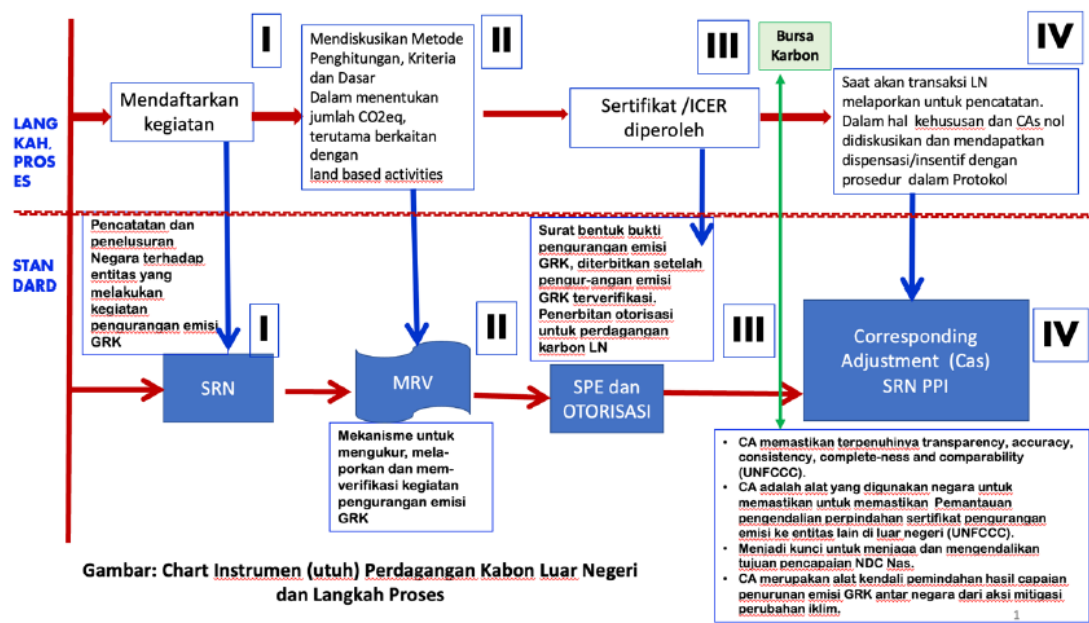 I
II
III
IV
Bursa
Karbon
LANG
KAH.
PROS
ES
Mendaftarkan
kegiatan
Mendiskusikan Metode
Penghitungan, Kriteria
dan Dasar
Dalam menentukan
jumlah CO2eq,
terutama berkaitan
dengan
land based activities
Sertifikat /ICER
diperoleh
Saat akan transaksi LN
melaporkan untuk pencatatan.
Dalam hal kehususan dan CAs nol
didiskusikan dan mendapatkan
dispensasi/insentif dengan
prosedur dalam Protokol
STAN
DARD
Pencatatan dan
penelusuran
Negara terhadap
entitas yang
melakukan
kegiatan
pengurangan emisi
GRK
I
SRN
II
MRV
Mekanisme untuk
mengukur, mela-
porkan dan mem-
verifikasi kegiatan
pengurangan emisi
GRK
Surat bentuk bukti
pengurangan emisi
GRK, diterbitkan setelah
pengur-angan emisi
GRK terverifikasi.
Penerbitan otorisasi
untuk perdagangan
karbon LN
III
SPE dan
OTORISASI
IV
Corresponding
Adjustment (Cas)
SRN PPI
• CA memastikan terpenuhinya transparency, accuracy,
consistency, complete-ness and comparability
(UNFCCC).
• CA adalah alat yang digunakan negara untuk
memastikan untuk memastikan Pemantauan
pengendalian perpindahan sertifikat pengurangan
emisi ke entitas lain di luar negeri (UNFCCC).
• Menjadi kunci untuk menjaga dan mengendalikan
tujuan pencapaian NDC Nas.
• CA merupakan alat kendali pemindahan hasil capaian
penurunan emisi GRK antar negara dari aksi mitigasi
perubahan iklim.
Gambar: Chart Instrumen (utuh) Perdagangan Kabon Luar Negeri
dan Langkah Proses
1